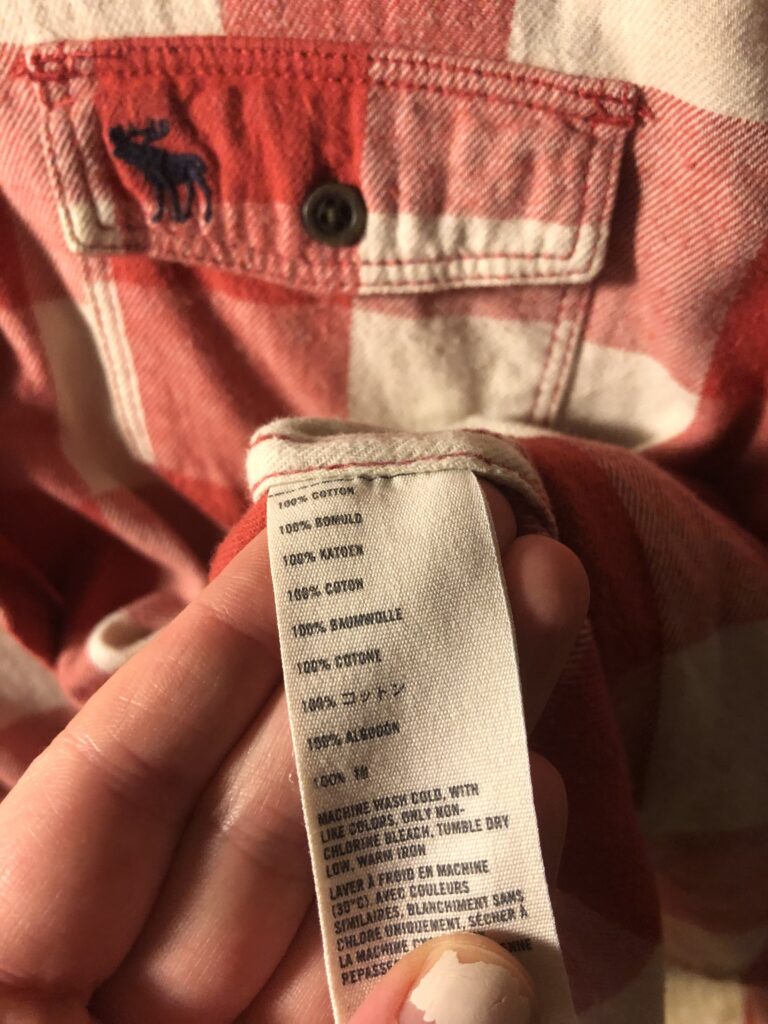 100% COTTON
100% BOMULD
100% KATOEN
100% COTON
100% BAUMWOLLE
100% COTONE
100% コットン
100% ALGODÓN
100% 棉
MACHINE WASH COLD, WITH
LIKE COLORS, ONLY NON-
CHLORINE BLEACH, TUMBLE DRY
LOW, WARM IRON
LAVER À FROID EN MACHINE
(30°C), AVEC COULEURS
SIMILAIRES, BLANCHIMENT SANS
CHLORE UNIQUEMENT, SÉCHER À
LA MACHINE